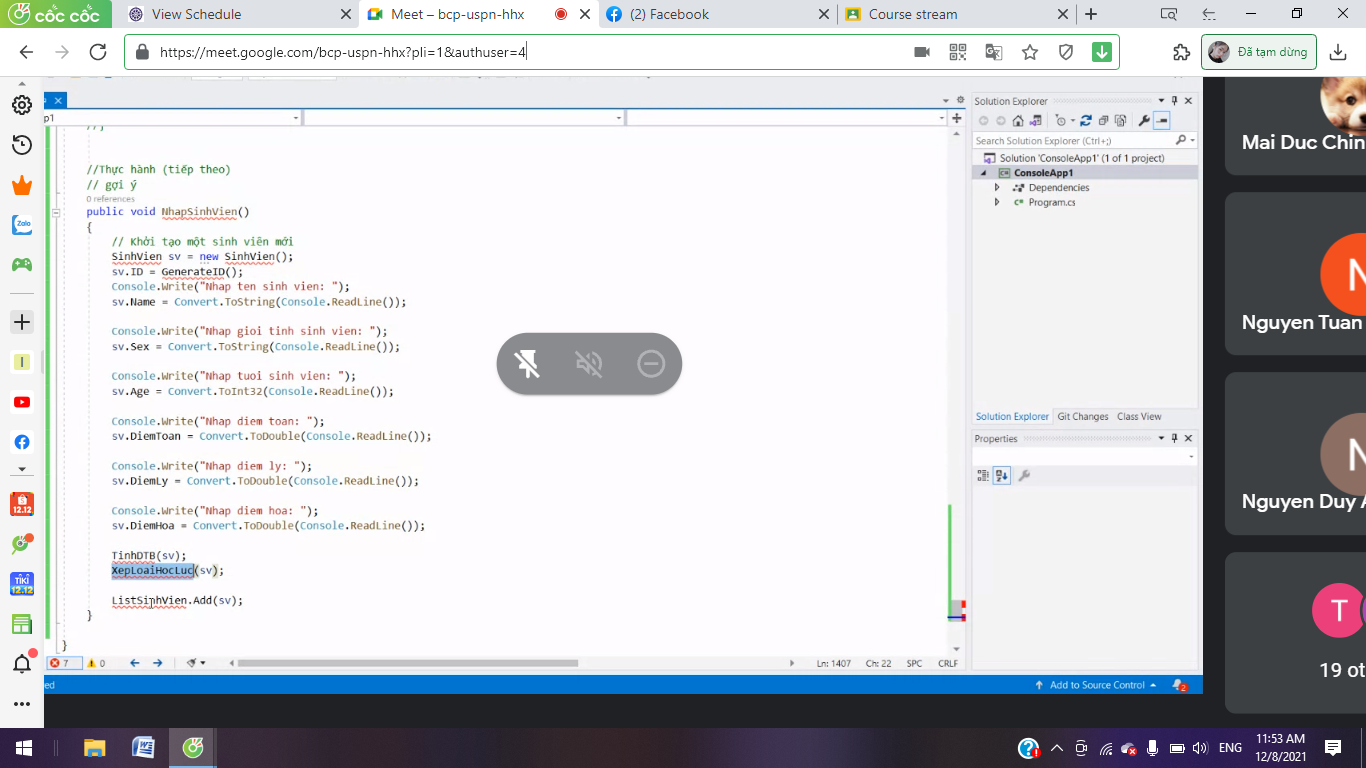 cốc cốc
View Schedule
Meet – bcp-uspn-hhx
(2) Facebook
Course stream
https://meet.google.com/bcp-uspn-hhx?pli=1&authuser=4
Đã tạm dừng
p1
//Thực hành (tiếp theo)
// gợi ý
0 references
public void NhapSinhVien()
{
// Khởi tạo một sinh viên mới
SinhVien sv = new SinhVien();
sv.ID = GenerateID();
Console.Write("Nhap ten sinh vien: ");
sv.Name = Convert.ToString(Console.ReadLine());
Console.Write("Nhap gioi tinh sinh vien: ");
sv.Sex = Convert.ToString(Console.ReadLine());
Console.Write("Nhap tuoi sinh vien: ");
sv.Age = Convert.ToInt32(Console.ReadLine());
Console.Write("Nhap diem toan: ");
sv.DiemToan = Convert.ToDouble(Console.ReadLine());
Console.Write("Nhap diem ly: ");
sv.DiemLy = Convert.ToDouble(Console.ReadLine());
Console.Write("Nhap diem hoa: ");
sv.DiemHoa = Convert.ToDouble(Console.ReadLine());
TinhDTB(sv);
XepLoaiHocLuc(sv);
ListSinhVien.Add(sv);
}
}
7
0
Ln: 1407
Ch: 22
SPC
CRLF
ed
Add to Source Control
2
Solution Explorer
Search Solution Explorer (Ctrl+;)
Solution 'ConsoleApp1' (1 of 1 project)
ConsoleApp1
Dependencies
Program.cs
Solution Explorer
Git Changes
Class View
Properties
Mai Duc Chin
N
Nguyen Tuan
N
Nguyen Duy A
T
19 ot
Zalo
I
12.12
TIKI
12.12
ENG
11:53 AM
12/8/2021